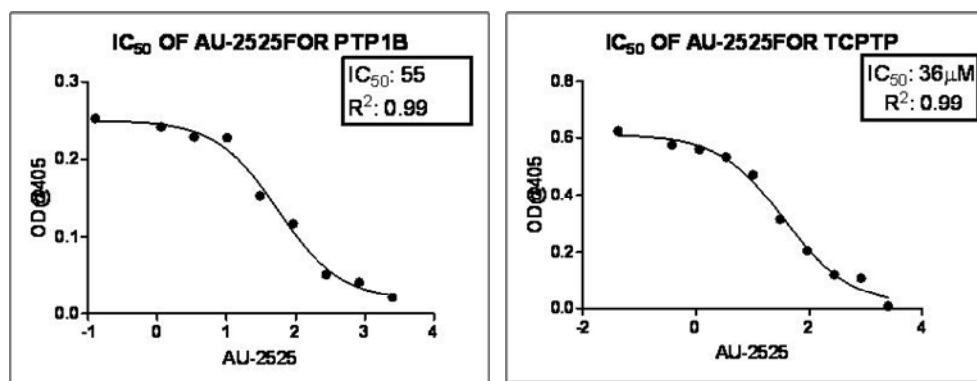 IC50 OF AU-2525FOR PTP1B
IC50: 55
R2: 0.99
0.3
0.2
0.1
0.0
OD@405
-1
0
1
2
3
4
AU-2525
IC50 OF AU-2525FOR TCPTP
IC50: 36µM
R2: 0.99
0.8
0.6
0.4
0.2
0.0
OD@405
-2
0
2
4
AU-2525